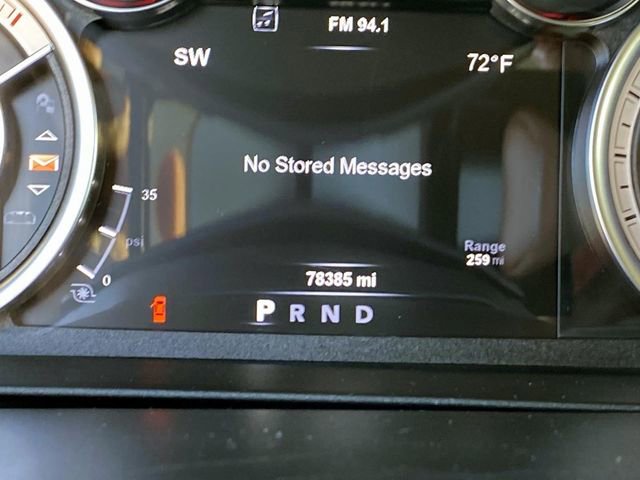 FM 94.1
SW
72°F
No Stored Messages
35
psi
0
Range
259 mi
78385 mi
P R N D